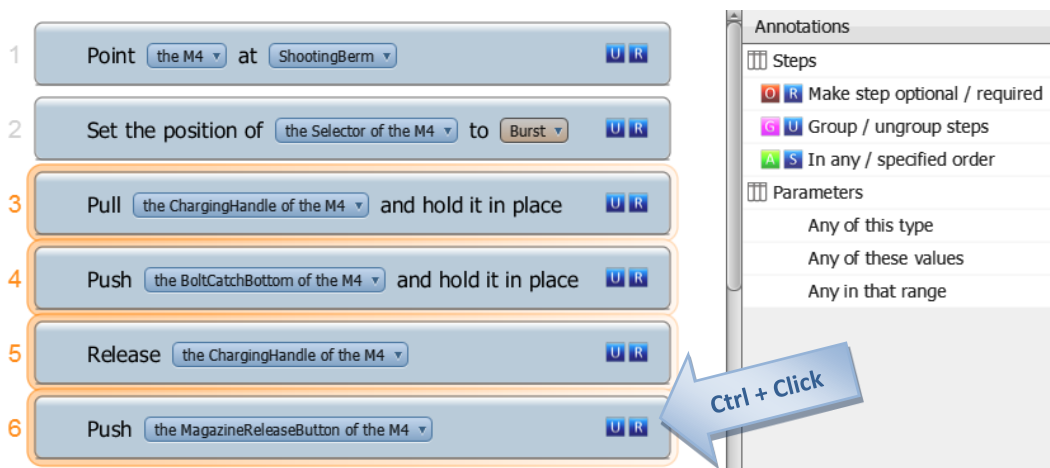 1 Point the M4 at ShootingBerm U R
2 Set the position of the Selector of the M4 to Burst U R
3 Pull the ChargingHandle of the M4 and hold it in place U R
4 Push the BoltCatchBottom of the M4 and hold it in place U R
5 Release the ChargingHandle of the M4 U R
6 Push the MagazineReleaseButton of the M4 U R
Ctrl + Click
Annotations
Steps
O R Make step optional / required
G U Group / ungroup steps
A S In any / specified order
Parameters
Any of this type
Any of these values
Any in that range